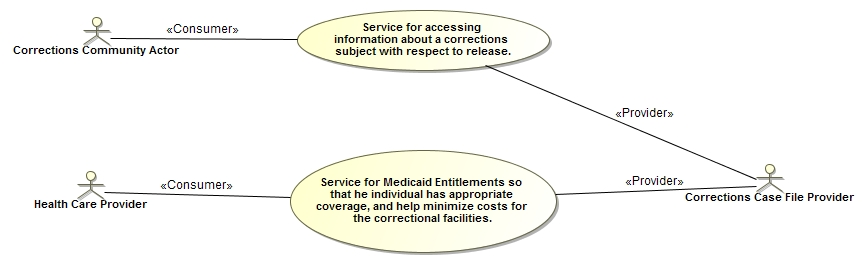 «Consumer»
Corrections Community Actor
Service for accessing
information about a corrections
subject with respect to release.
«Provider»
«Consumer»
Health Care Provider
Service for Medicaid Entitlements so
that he individual has appropriate
coverage, and help minimize costs for
the correctional facilities.
«Provider»
Corrections Case File Provider